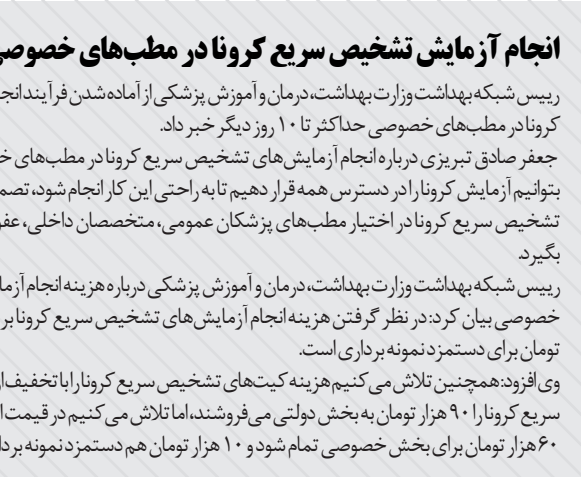 انجام آزمایش تشخیص سریع کرونا در مطب‌های خصوصی
رییس شبکه بهداشت وزارت بهداشت، درمان و آموزش پزشکی از آماده شدن فرآیند
کرونا در مطب‌های خصوصی حداکثر تا ۱۰ روز دیگر خبر داد.
جعفر صادق تبریزی درباره انجام آزمایش‌های تشخیص سریع کرونا در مطب‌های
بتوانیم آزمایش کرونا را در دسترس همه قرار دهیم تا به راحتی این کار انجام شود،
تشخیص سریع کرونا در اختیار مطب‌های پزشکان عمومی، متخصصان داخلی،
بگیرد.
رییس شبکه بهداشت وزارت بهداشت، درمان و آموزش پزشکی درباره هزینه انجام
خصوصی بیان کرد: در نظر گرفتن هزینه انجام آزمایش‌های تشخیص سریع کرونا
تومان برای دستمزد نمونه برداری است.
وی افزود: همچنین تلاش می‌کنیم هزینه کیت‌های تشخیص سریع کرونا را با تخفیف
سریع کرونا را ۹۰ هزار تومان به بخش دولتی می‌فروشند، اما تلاش می‌کنیم در قیمت
۶۰ هزار تومان برای بخش خصوصی تمام شود و ۱۰ هزار تومان هم دستمزد نمونه